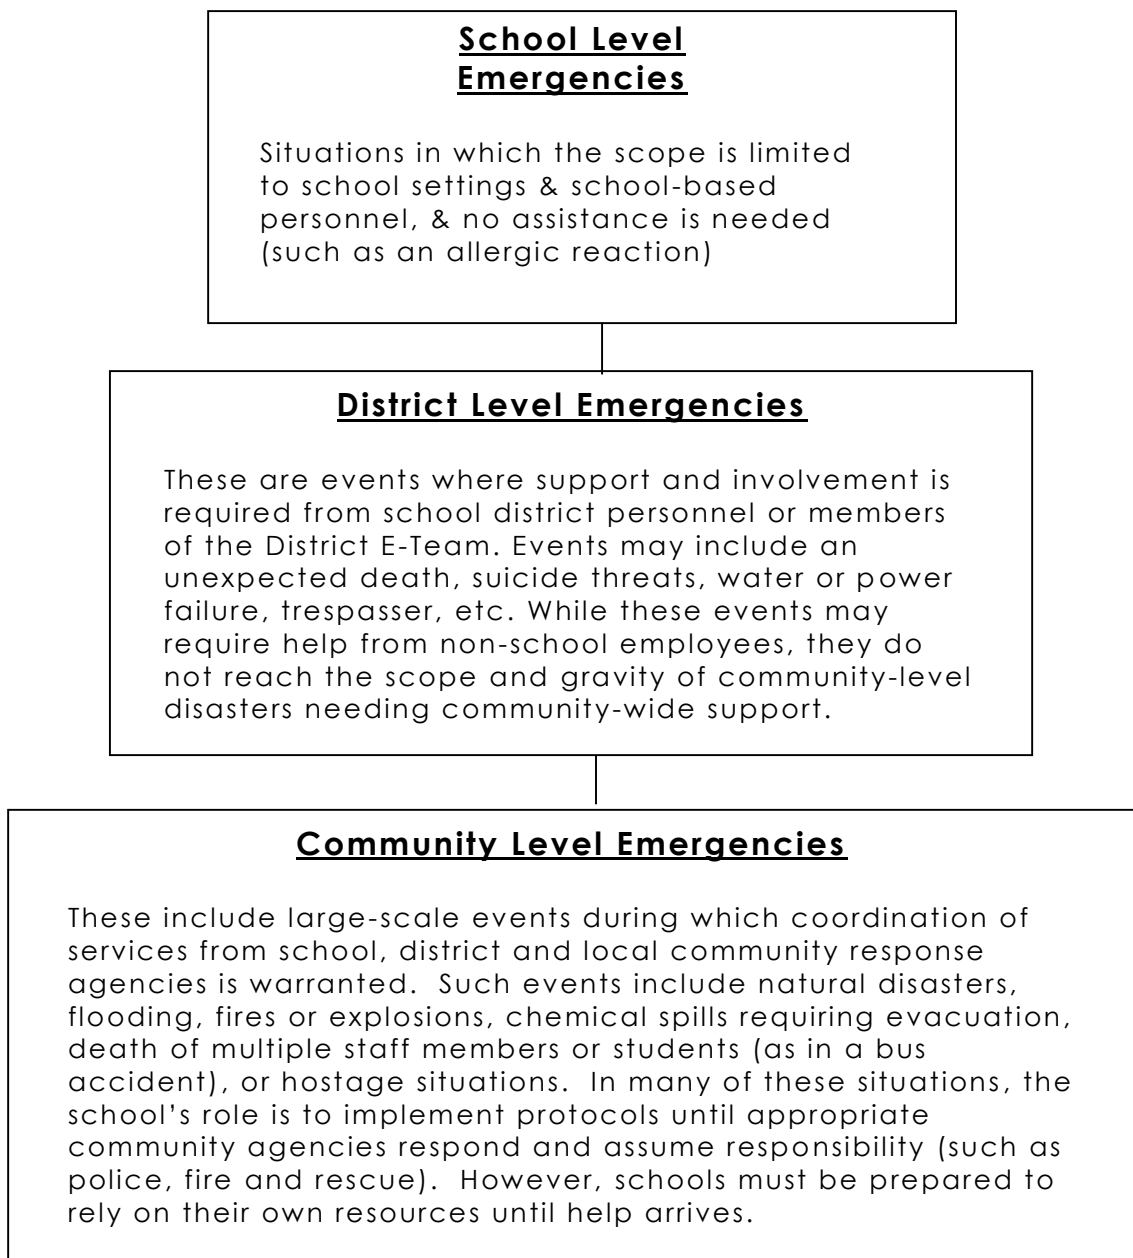 School Level
Emergencies
Situations in which the scope is limited
to school settings & school-based
personnel, & no assistance is needed
(such as an allergic reaction)
District Level Emergencies
These are events where support and involvement is
required from school district personnel or members
of the District E-Team. Events may include an
unexpected death, suicide threats, water or power
failure, trespasser, etc. While these events may
require help from non-school employees, they do
not reach the scope and gravity of community-level
disasters needing community-wide support.
Community Level Emergencies
These include large-scale events during which coordination of
services from school, district and local community response
agencies is warranted.  Such events include natural disasters,
flooding, fires or explosions, chemical spills requiring evacuation,
death of multiple staff members or students (as in a bus
accident), or hostage situations.  In many of these situations, the
school’s role is to implement protocols until appropriate
community agencies respond and assume responsibility (such as
police, fire and rescue).  However, schools must be prepared to
rely on their own resources until help arrives.